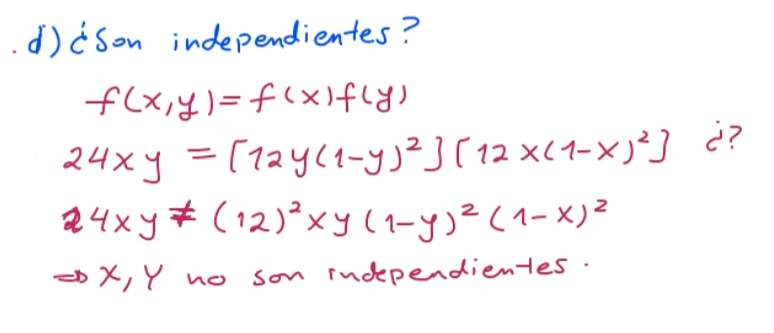 . d) ¿Son independientes?
f(x,y)=f(x)f(y)
24xy = [12y(1-y)²][12x(1-x)²] ¿?
24xy ≠ (12)²xy(1-y)²(1-x)²
⇒ X, Y no son independientes.